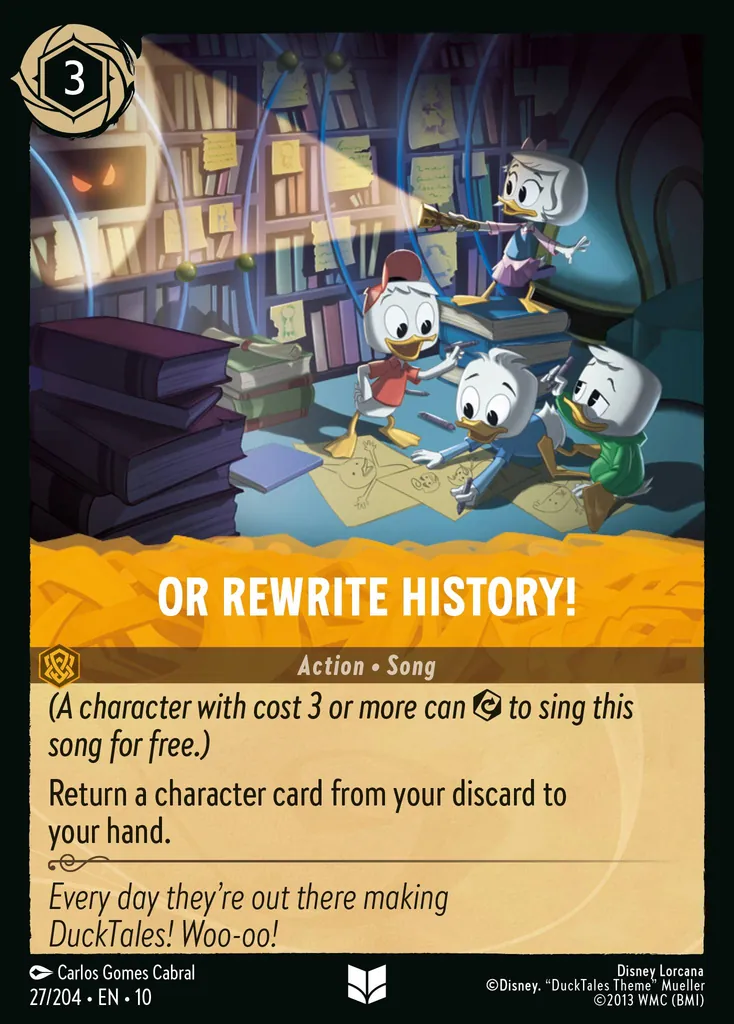 3
OR REWRITE HISTORY!
Action • Song
(A character with cost 3 or more can to sing this
song for free.)
Return a character card from your discard to
your hand.
Every day they’re out there making
DuckTales! Woo-oo!
Carlos Gomes Cabral
27/204 • EN • 10
Disney Lorcana
©Disney. “DuckTales Theme” Mueller
©2013 WMC (BMI)